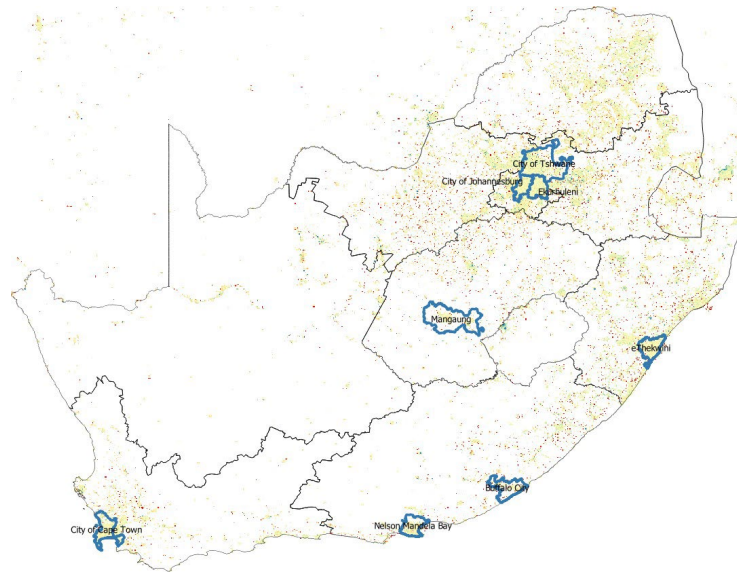 City of Tshwane
City of Johannesburg
Ekurhuleni
Mangaung
eThekwini
Buffalo City
Nelson Mandela Bay
City of Cape Town